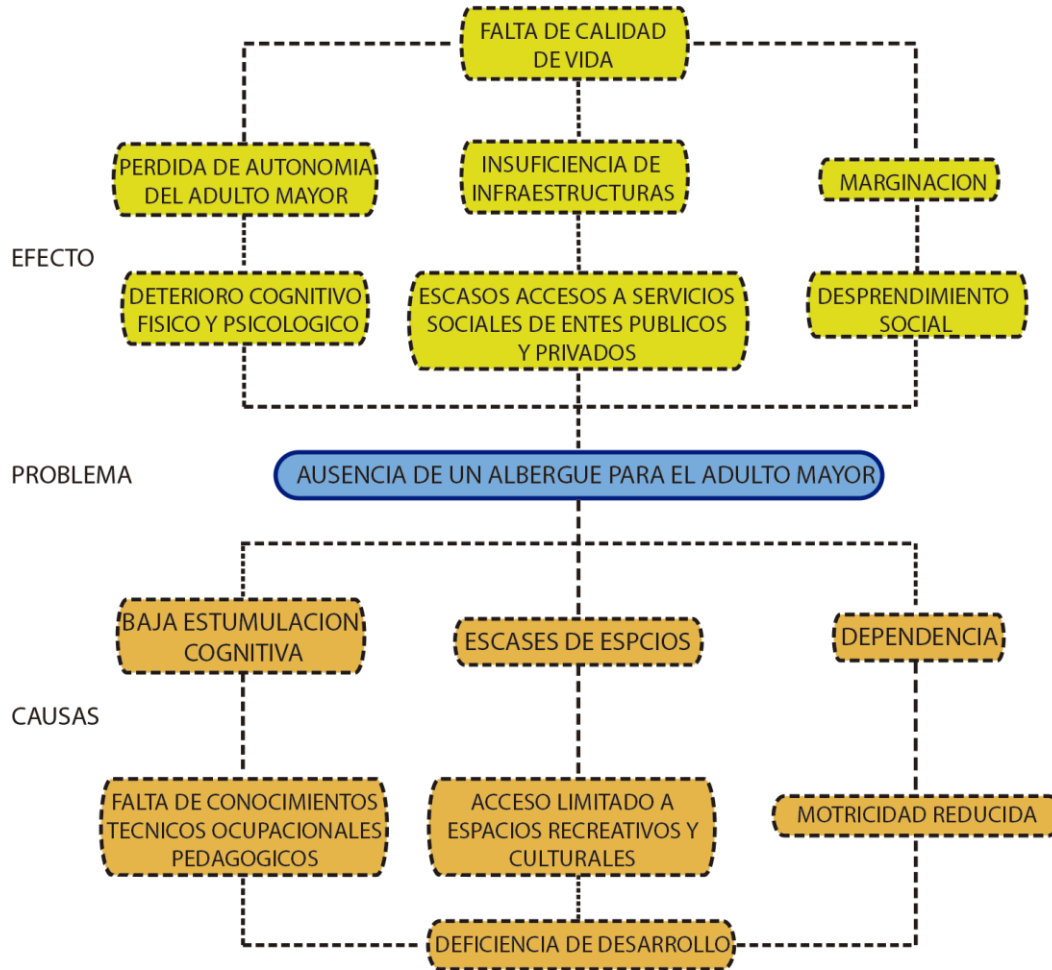 FALTA DE CALIDAD
DE VIDA
PERDIDA DE AUTONOMIA
DEL ADULTO MAYOR
INSUFICIENCIA DE
INFRAESTRUCTURAS
MARGINACION
EFECTO
DETERIORO COGNITIVO
FISICO Y PSICOLOGICO
ESCASOS ACCESOS A SERVICIOS
SOCIALES DE ENTES PUBLICOS
Y PRIVADOS
DESPRENDIMIENTO
SOCIAL
PROBLEMA
AUSENCIA DE UN ALBERGUE PARA EL ADULTO MAYOR
BAJA ESTUMULACION
COGNITIVA
ESCASES DE ESPCIOS
DEPENDENCIA
CAUSAS
FALTA DE CONOCIMIENTOS
TECNICOS OCUPACIONALES
PEDAGOGICOS
ACCESO LIMITADO A
ESPACIOS RECREATIVOS Y
CULTURALES
MOTRICIDAD REDUCIDA
DEFICIENCIA DE DESARROLLO